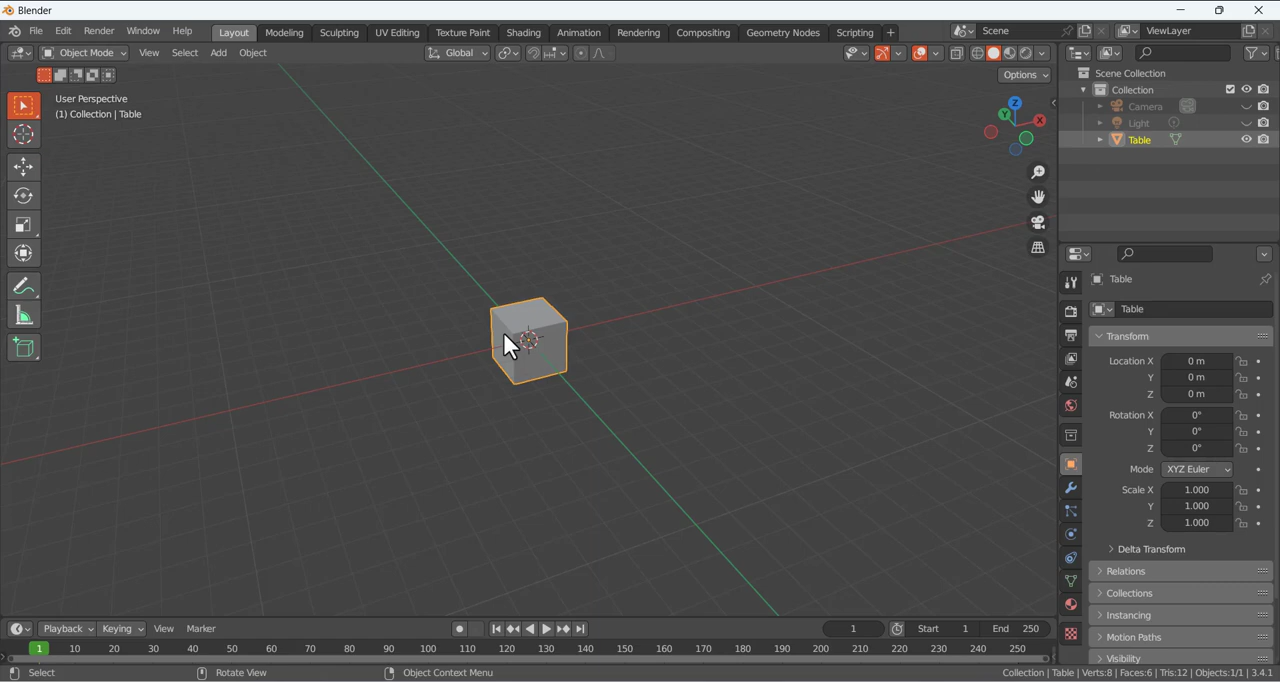 Blender
File Edit Render Window Help Layout Modeling Sculpting UV Editing Texture Paint Shading Animation Rendering Compositing Geometry Nodes Scripting + Scene ViewLayer
Object Mode View Select Add Object Global
Options
User Perspective
(1) Collection | Table
Z
Y
X
Scene Collection
Collection
Camera
Light
Table
Table
Table
Transform
Location X 0 m
Y 0 m
Z 0 m
Rotation X 0°
Y 0°
Z 0°
Mode XYZ Euler
Scale X 1.000
Y 1.000
Z 1.000
Delta Transform
Relations
Collections
Instancing
Motion Paths
Visibility
Playback Keying View Marker 1 Start 1 End 250
1 10 20 30 40 50 60 70 80 90 100 110 120 130 140 150 160 170 180 190 200 210 220 230 240 250
Select Rotate View Object Context Menu Collection | Table | Verts:8 | Faces:6 | Tris:12 | Objects:1/1 | 3.4.1